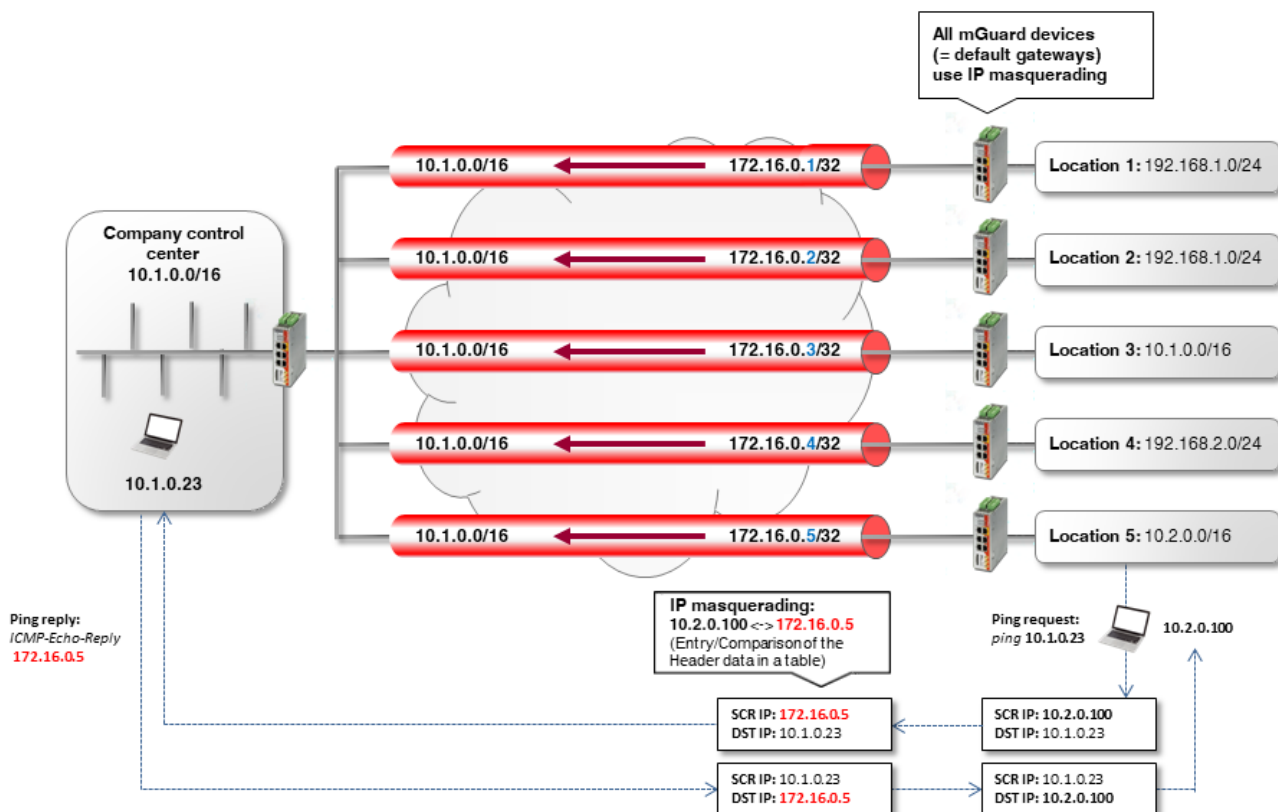 All mGuard devices
(= default gateways)
use IP masquerading
10.1.0.0/16
172.16.0.1/32
Location 1: 192.168.1.0/24
Company control
center
10.1.0.0/16
10.1.0.0/16
172.16.0.2/32
Location 2: 192.168.1.0/24
10.1.0.0/16
172.16.0.3/32
Location 3: 10.1.0.0/16
10.1.0.0/16
172.16.0.4/32
Location 4: 192.168.2.0/24
10.1.0.23
10.1.0.0/16
172.16.0.5/32
Location 5: 10.2.0.0/16
Ping reply:
ICMP-Echo-Reply
172.16.0.5
IP masquerading:
10.2.0.100 <-> 172.16.0.5
(Entry/Comparison of the
Header data in a table)
Ping request:
ping 10.1.0.23
10.2.0.100
SCR IP: 172.16.0.5
DST IP: 10.1.0.23
SCR IP: 10.2.0.100
DST IP: 10.1.0.23
SCR IP: 10.1.0.23
DST IP: 172.16.0.5
SCR IP: 10.1.0.23
DST IP: 10.2.0.100